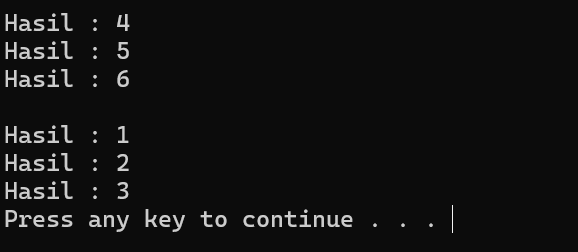 Hasil : 4
Hasil : 5
Hasil : 6
Hasil : 1
Hasil : 2
Hasil : 3
Press any key to continue . . .